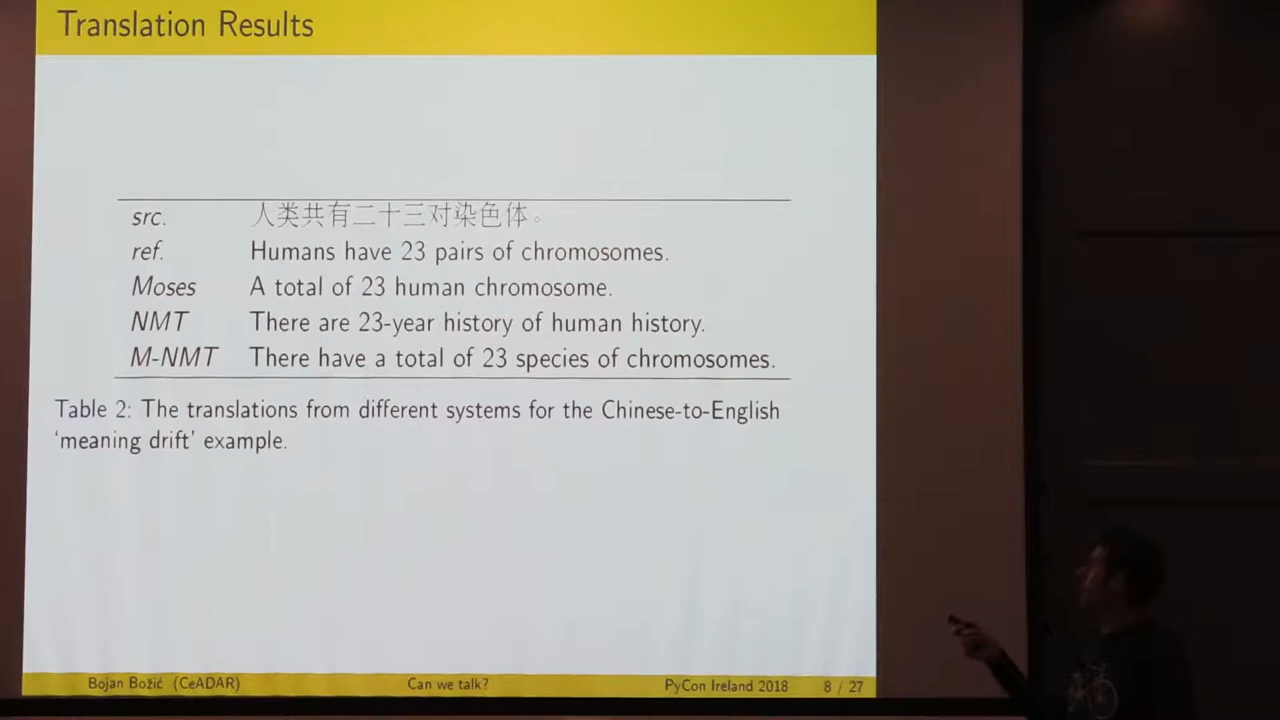 Translation Results
src. 人类共有二十三对染色体。
ref. Humans have 23 pairs of chromosomes.
Moses A total of 23 human chromosome.
NMT There are 23-year history of human history.
M-NMT There have a total of 23 species of chromosomes.
Table 2: The translations from different systems for the Chinese-to-English
‘meaning drift’ example.
Bojan Božić (CeADAR) Can we talk? PyCon Ireland 2018 8 / 27